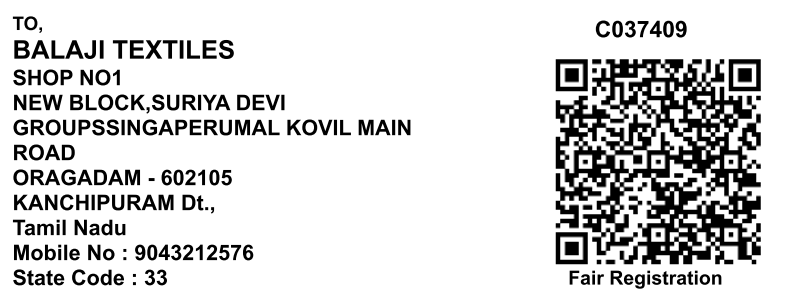 TO,
BALAJI TEXTILES
SHOP NO1
NEW BLOCK,SURIYA DEVI
GROUPSSINGAPERUMAL KOVIL MAIN
ROAD
ORAGADAM - 602105
KANCHIPURAM Dt.,
Tamil Nadu
Mobile No : 9043212576
State Code : 33
C037409
Fair Registration